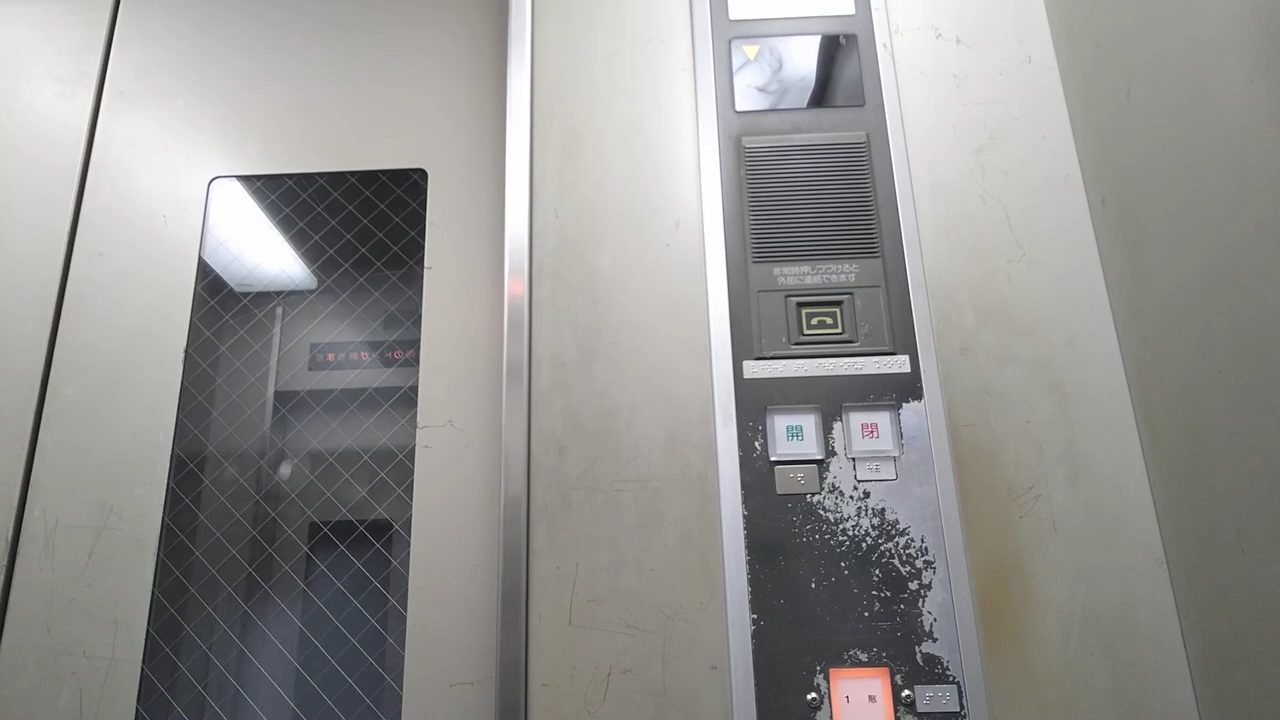 非常時押しつづけると
外部に連絡できます
開
閉
1 階